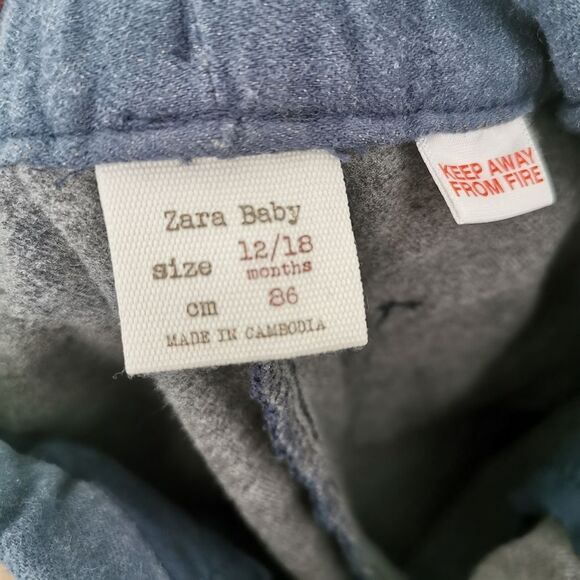 Zara Baby
size 12/18
months
cm 86
MADE IN CAMBODIA
KEEP AWAY
FROM FIRE